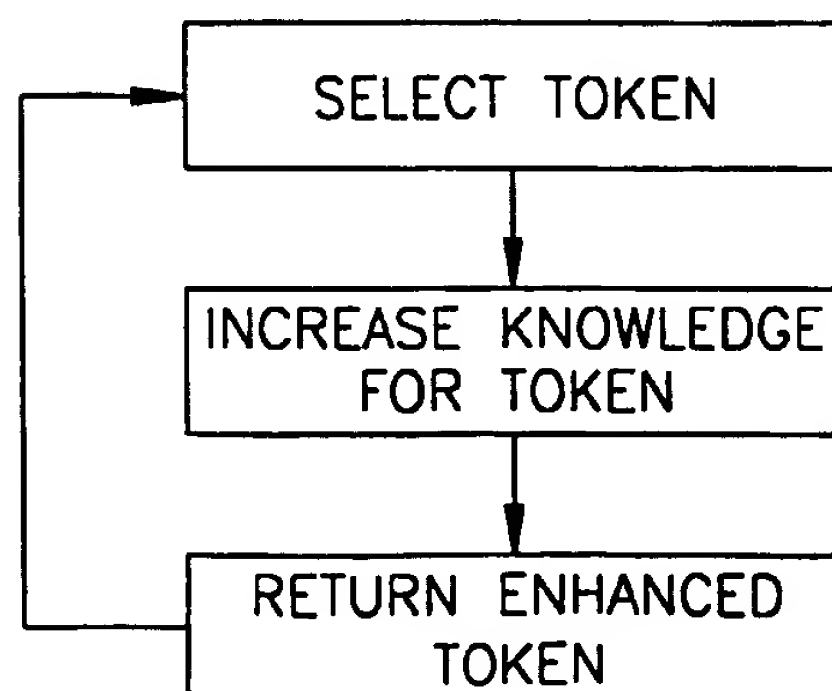 SELECT TOKEN
INCREASE KNOWLEDGE
FOR TOKEN
RETURN ENHANCED
TOKEN